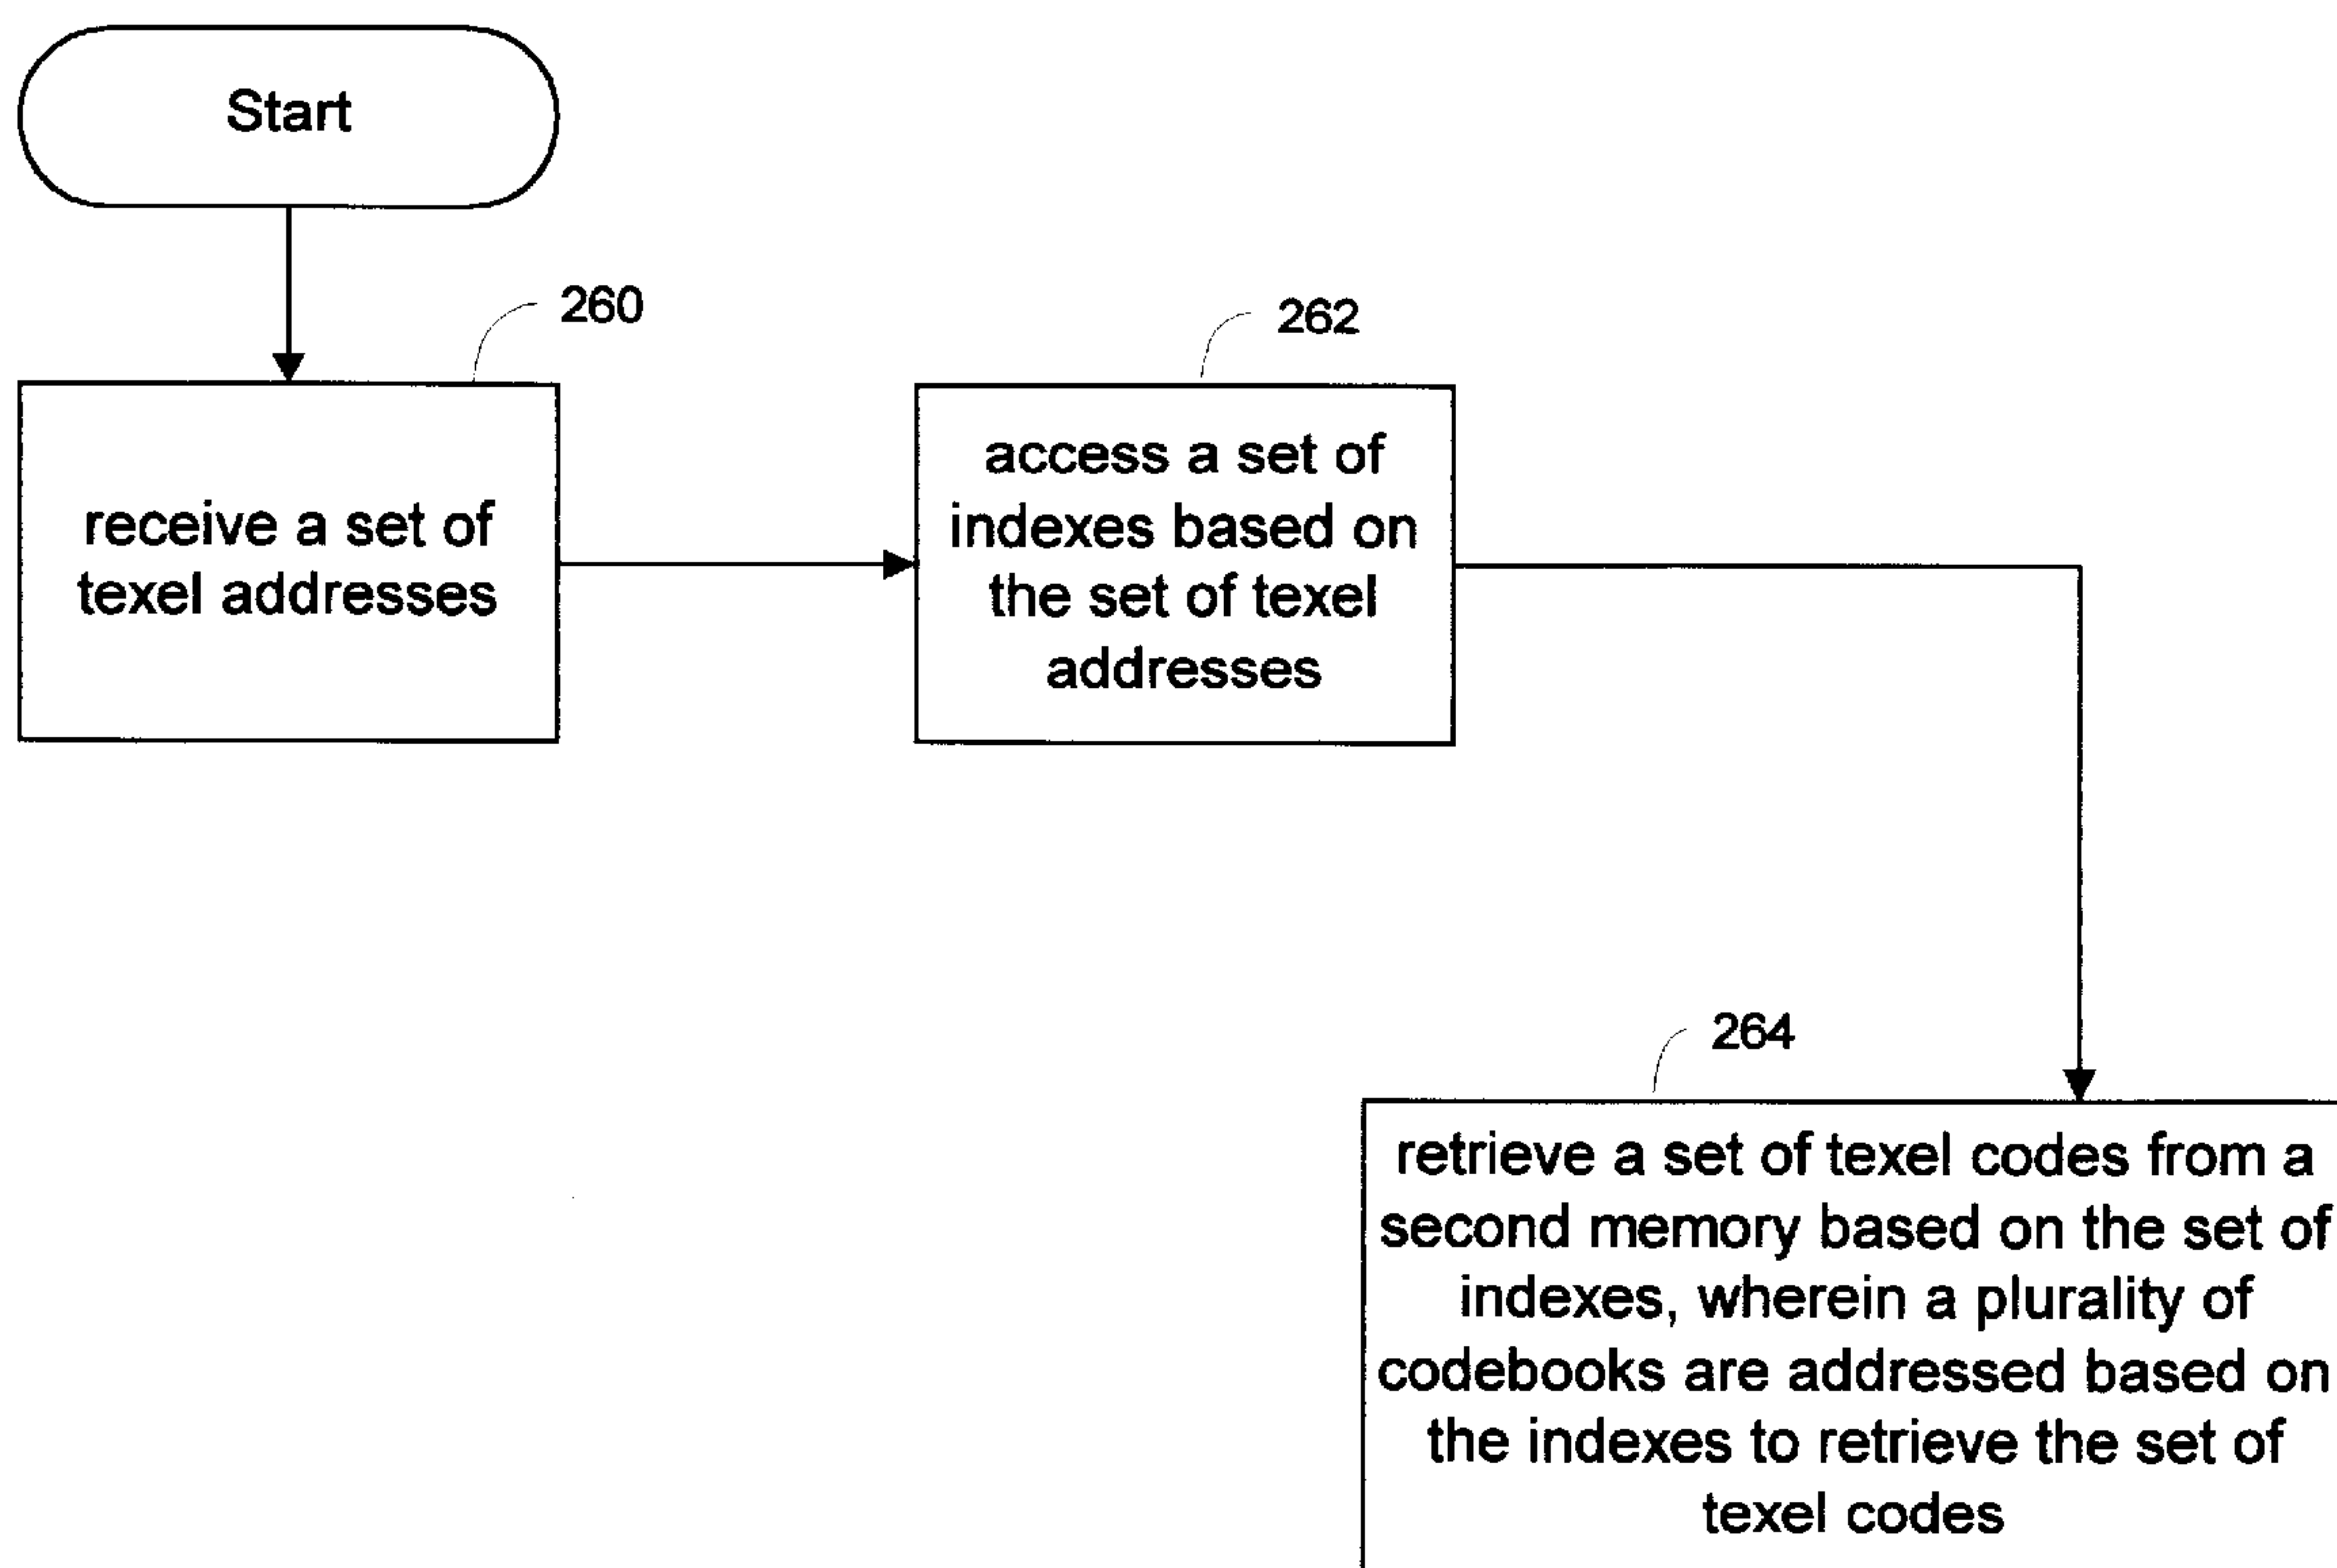 Start
260
receive a set of
texel addresses
262
access a set of
indexes based on
the set of texel
addresses
264
retrieve a set of texel codes from a
second memory based on the set of
indexes, wherein a plurality of
codebooks are addressed based on
the indexes to retrieve the set of
texel codes